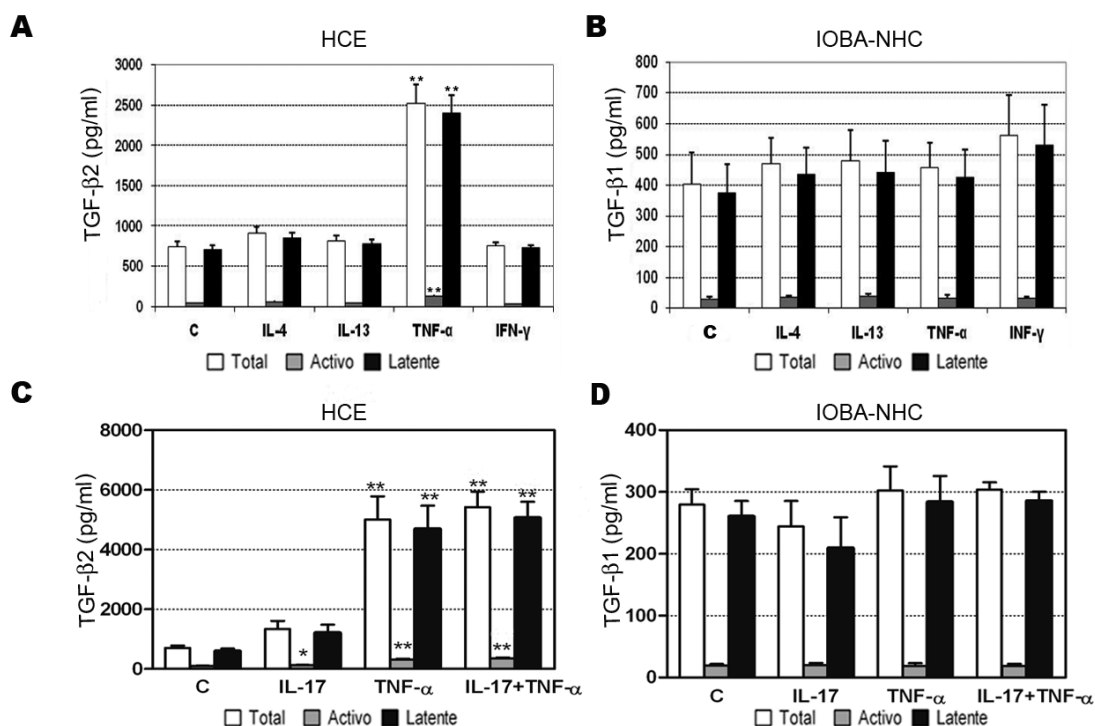 A
HCE
TGF-β2 (pg/ml)
3000
2500
2000
1500
1000
500
0
** **
**
C IL-4 IL-13 TNF-α IFN-γ
Total Activo Latente
B
IOBA-NHC
TGF-β1 (pg/ml)
800
700
600
500
400
300
200
100
0
C IL-4 IL-13 TNF-α INF-γ
Total Activo Latente
C
HCE
TGF-β2 (pg/ml)
8000
6000
4000
2000
0
** ** ** **
* ** **
C IL-17 TNF-α IL-17+TNF-α
Total Activo Latente
D
IOBA-NHC
TGF-β1 (pg/ml)
400
300
200
100
0
C IL-17 TNF-α IL-17+TNF-α
Total Activo Latente